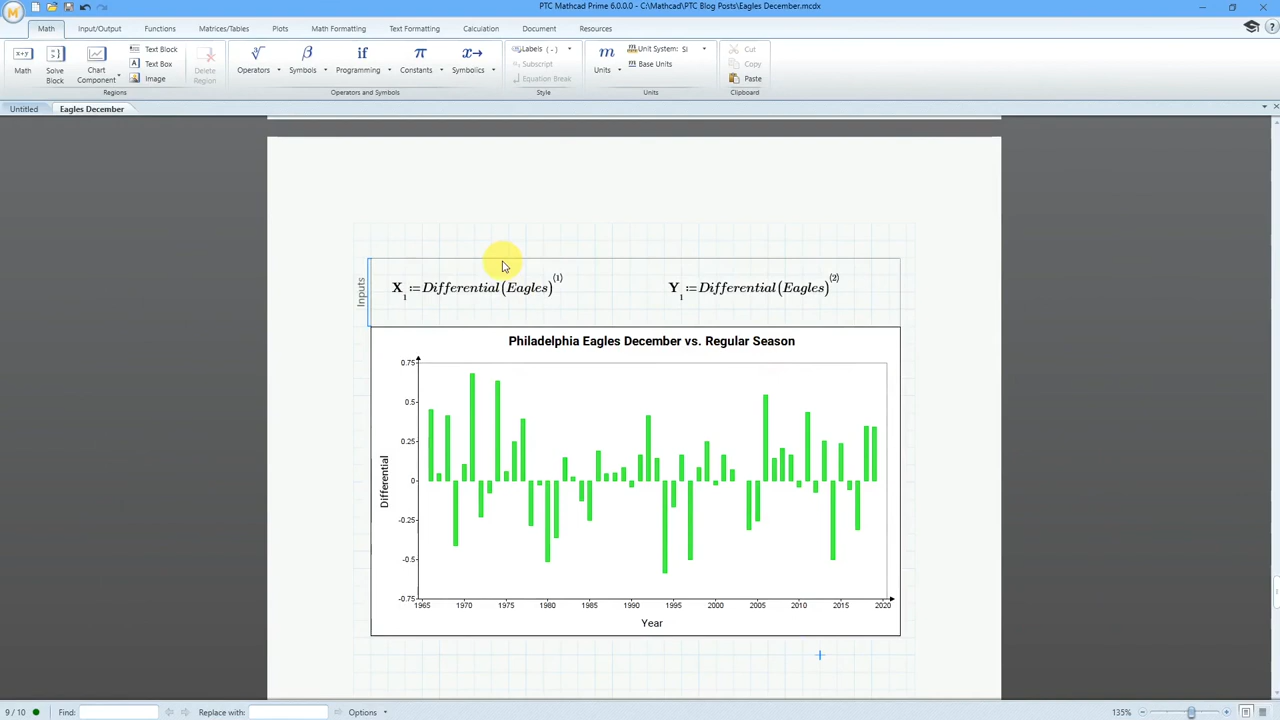 PTC Mathcad Prime 6.0.0.0 - C:\Mathcad\PTC Blog Posts\Eagles December.mcdx
Math Input/Output Functions Matrices/Tables Plots Math Formatting Text Formatting Calculation Document Resources
Math
Solve Block
Chart Component
Text Block
Text Box
Image
Delete Region
Regions
Operators
Symbols
Programming
Constants
Symbolics
Operators and Symbols
Labels ( - )
Subscript
Equation Break
Style
Units
Unit System: SI
Base Units
Units
Cut
Copy
Paste
Clipboard
Untitled Eagles December
Inputs
X₁ ≔ Differential(Eagles)⟨1⟩ Y₁ ≔ Differential(Eagles)⟨2⟩
Philadelphia Eagles December vs. Regular Season
0.75
0.5
0.25
0
-0.25
-0.5
-0.75
Differential
1965 1970 1975 1980 1985 1990 1995 2000 2005 2010 2015 2020
Year
9 / 10 Find: Replace with: Options 135%